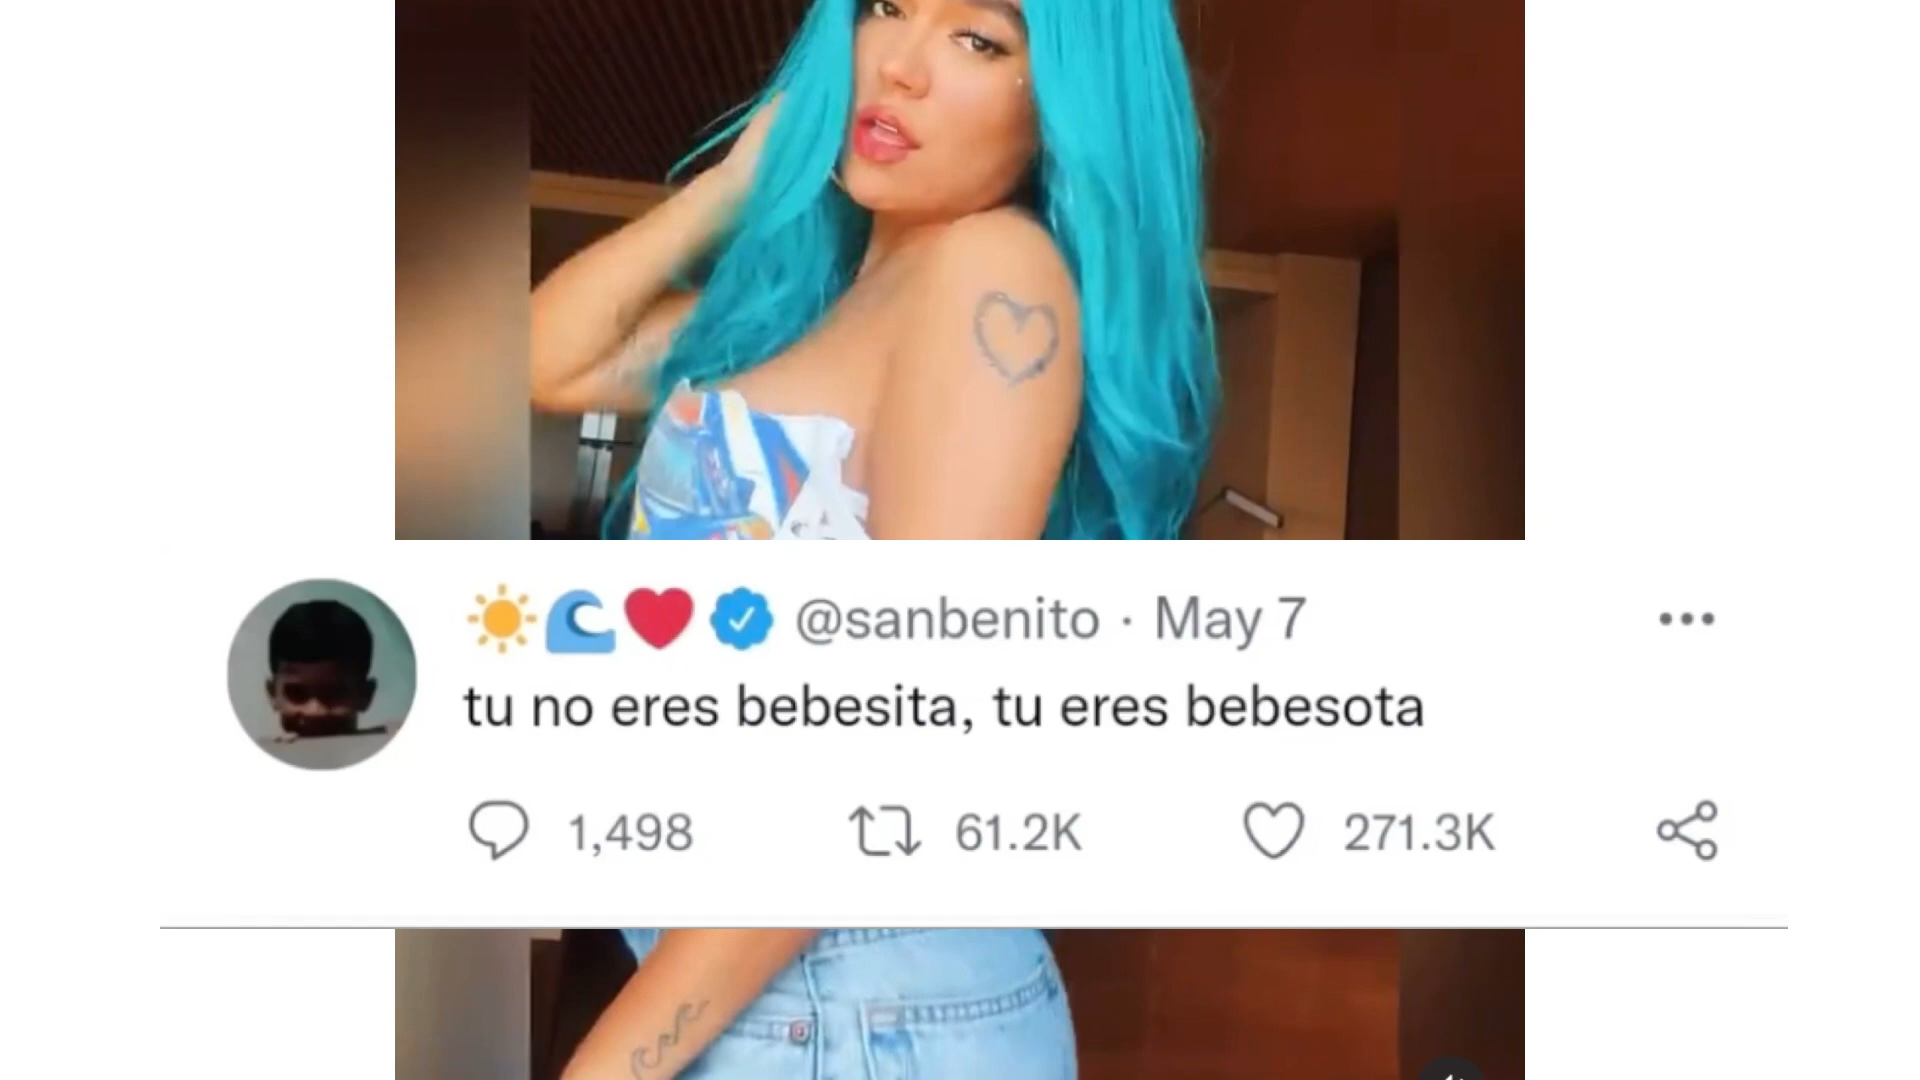 ☀️🌊❤️ @sanbenito · May 7
tu no eres bebesita, tu eres bebesota
1,498 61.2K 271.3K